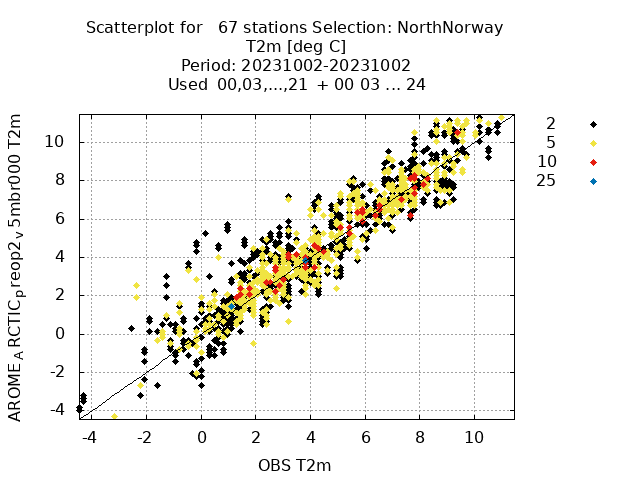 Scatterplot for   67 stations Selection: NorthNorway
T2m [deg C]
Period: 20231002-20231002
Used  00,03,...,21  + 00 03 ... 24
AROME_ARCTIC_preop2_v5mbr000 T2m
2
5
10
25
10
8
6
4
2
0
-2
-4
-4 -2 0 2 4 6 8 10
OBS T2m